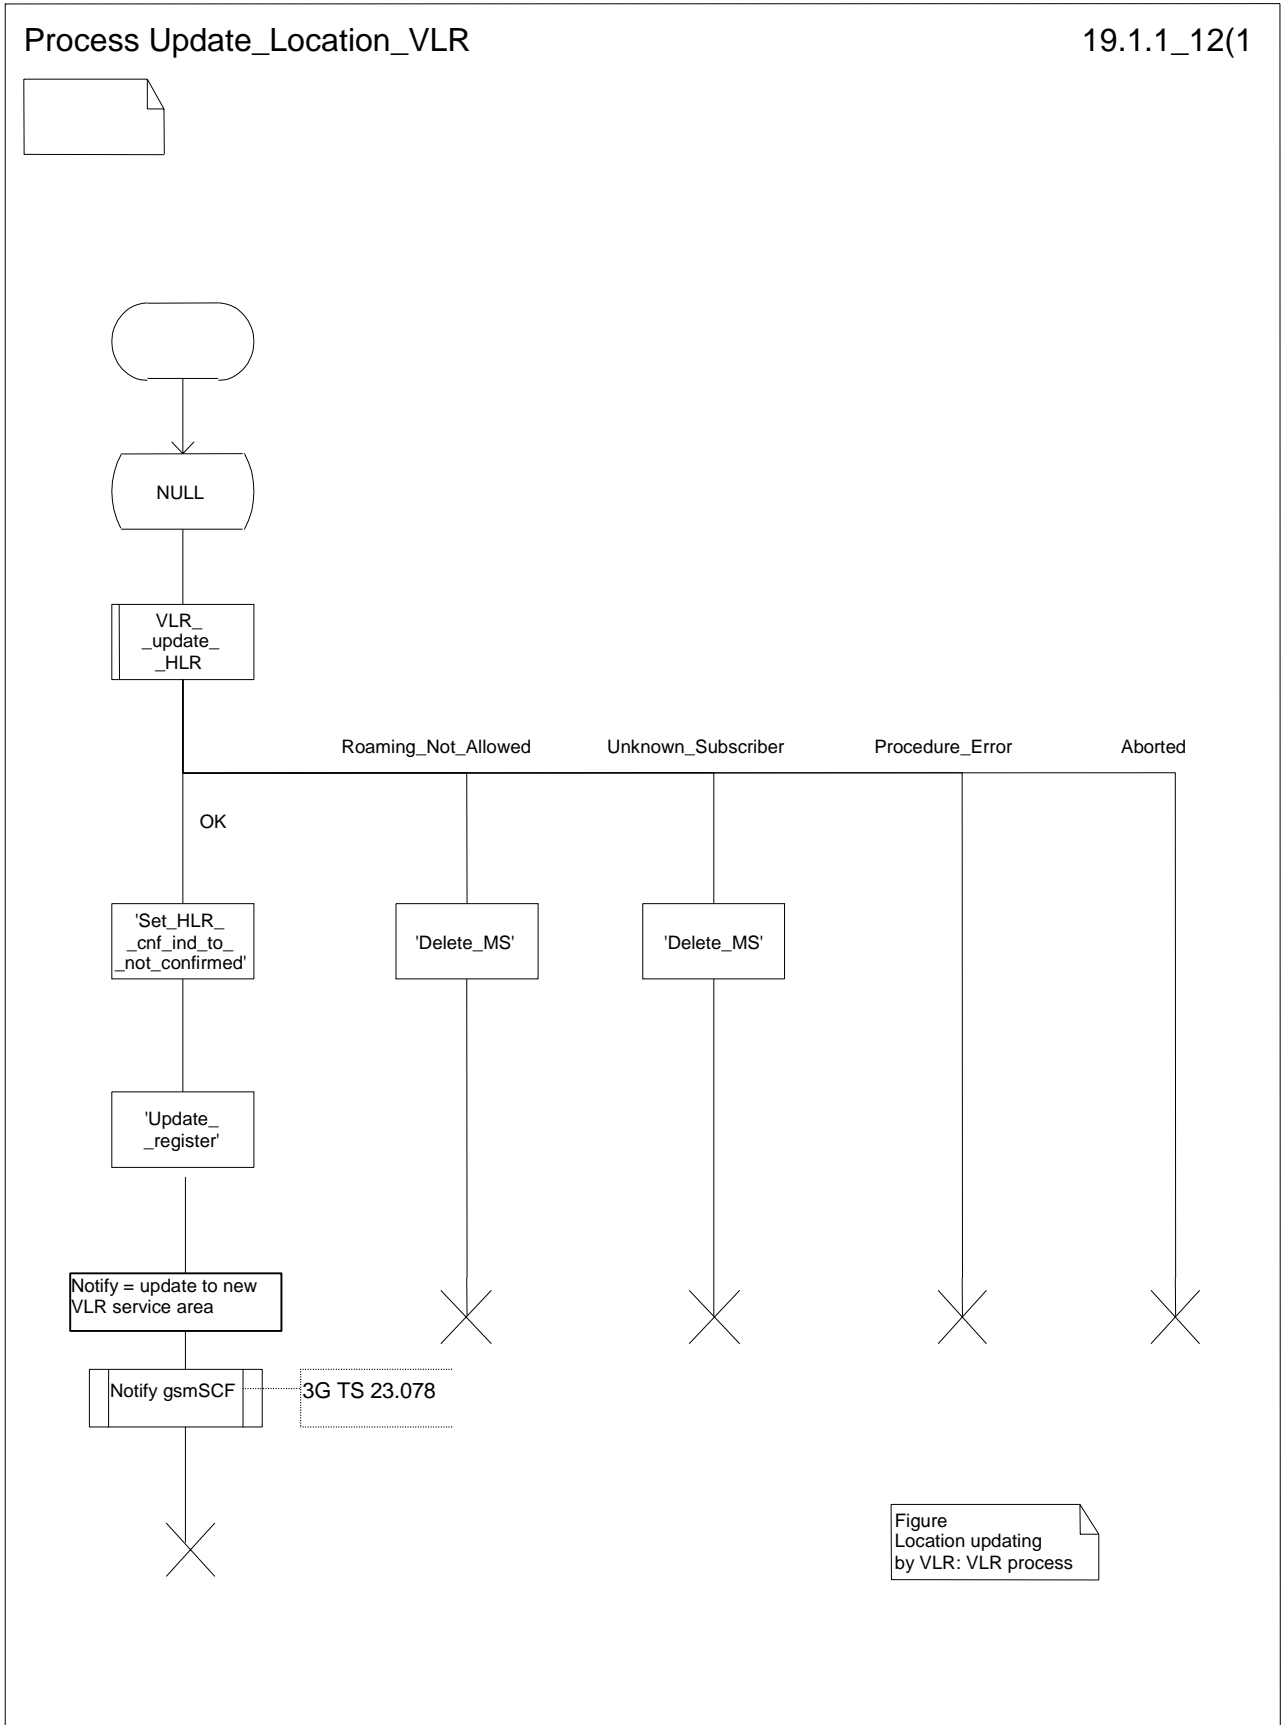 Process Update_Location_VLR
19.1.1_12(1
NULL
VLR_
_update_
_HLR
Roaming_Not_Allowed
Unknown_Subscriber
Procedure_Error
Aborted
OK
'Set_HLR_
_cnf_ind_to_
_not_confirmed'
'Delete_MS'
'Delete_MS'
'Update_
_register'
Notify = update to new
VLR service area
Notify gsmSCF
3G TS 23.078
Figure
Location updating
by VLR: VLR process